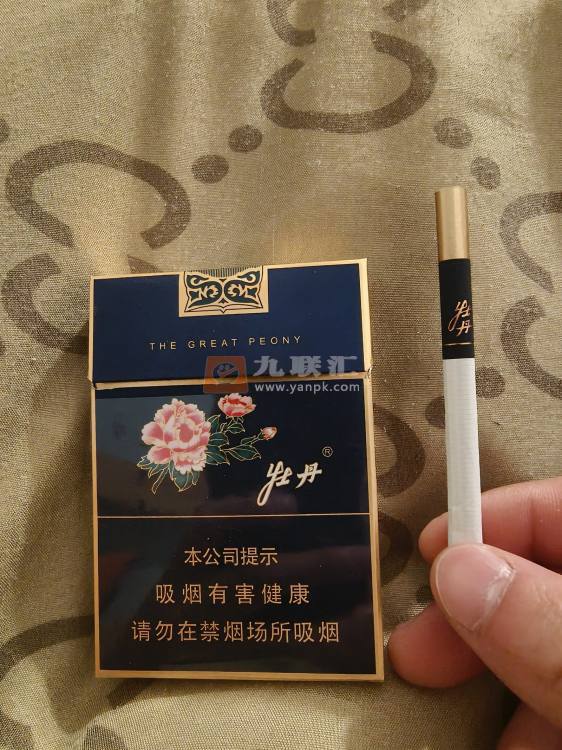 THE GREAT PEONY
九联汇
www.yanpk.com
牡丹®
本公司提示
吸烟有害健康
请勿在禁烟场所吸烟
牡丹